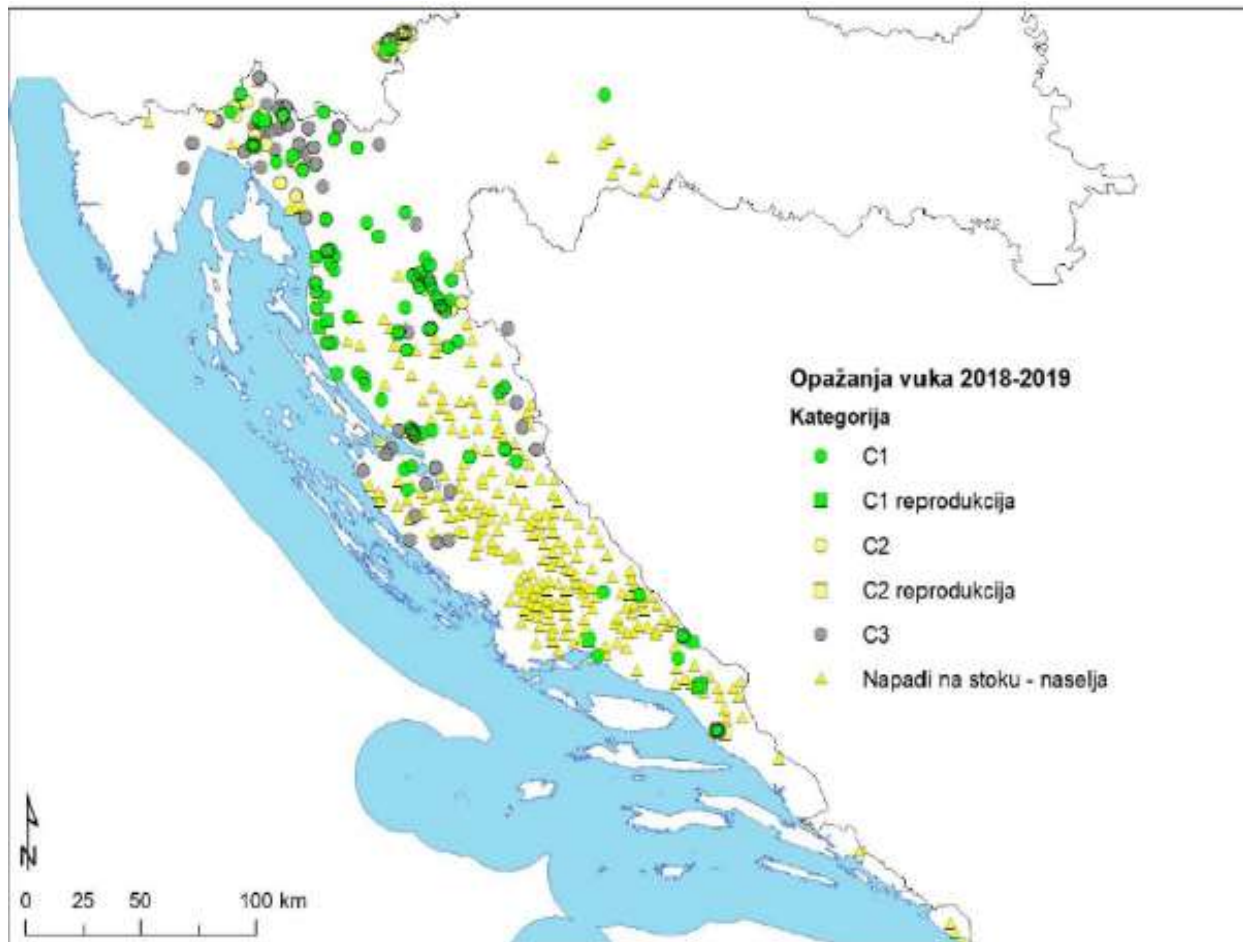 Opažanja vuka 2018-2019
Kategorija
C1
C1 reprodukcija
C2
C2 reprodukcija
C3
Napadi na stoku - naselja
N
0 25 50 100 km